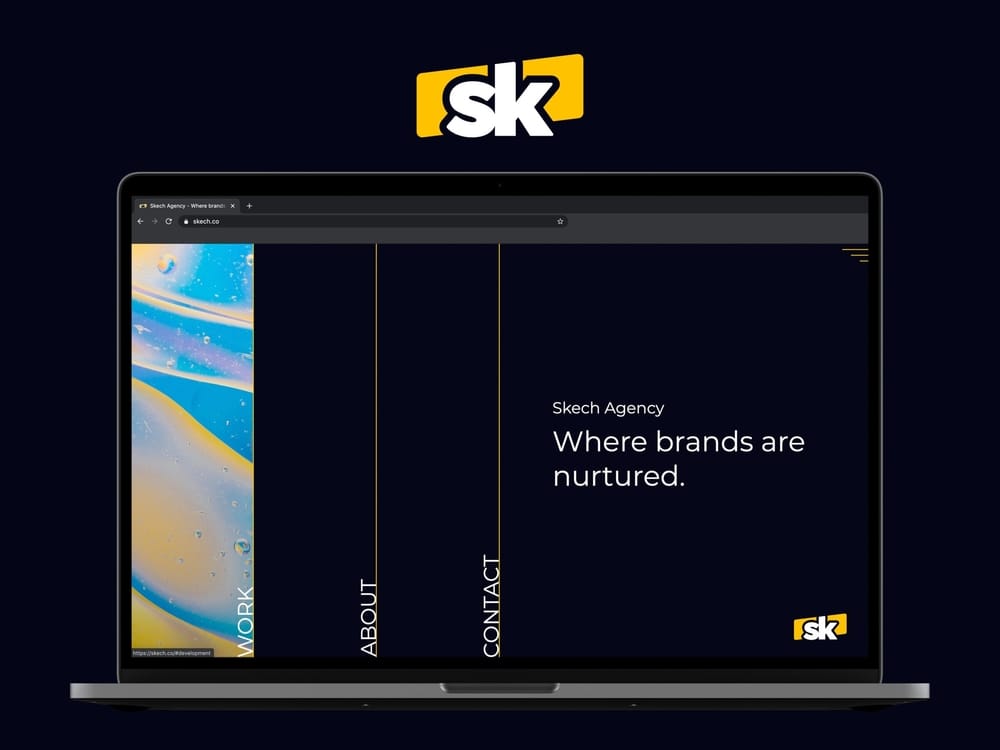 sk
Skech Agency - Where brands
skech.co
WORK
ABOUT
CONTACT
Skech Agency
Where brands are
nurtured.
sk
https://skech.co/#development